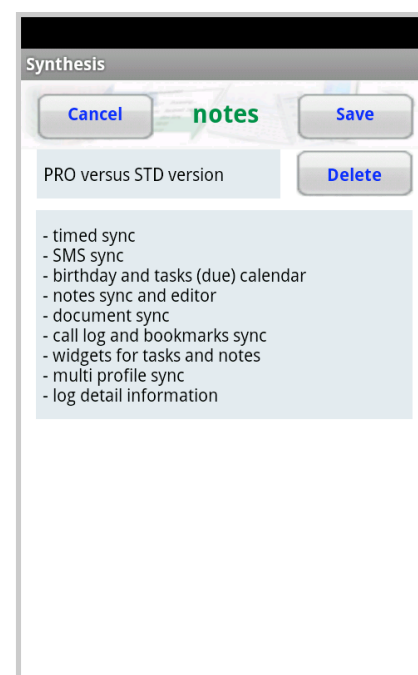 Synthesis
Cancel
notes
Save
PRO versus STD version
Delete
- timed sync
- SMS sync
- birthday and tasks (due) calendar
- notes sync and editor
- document sync
- call log and bookmarks sync
- widgets for tasks and notes
- multi profile sync
- log detail information